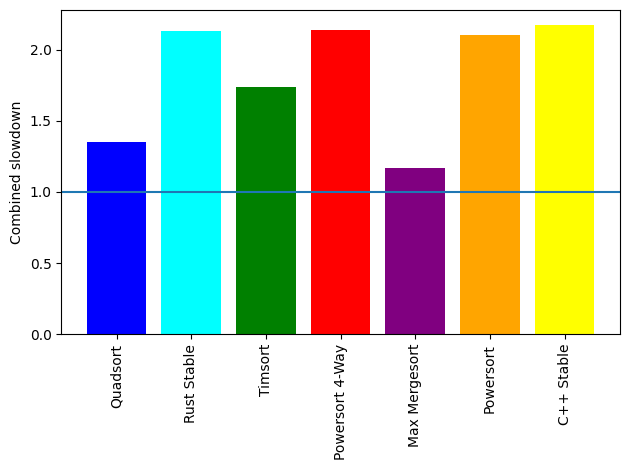 Combined slowdown
2.0
1.5
1.0
0.5
0.0
Quadsort
Rust Stable
Timsort
Powersort 4-Way
Max Mergesort
Powersort
C++ Stable